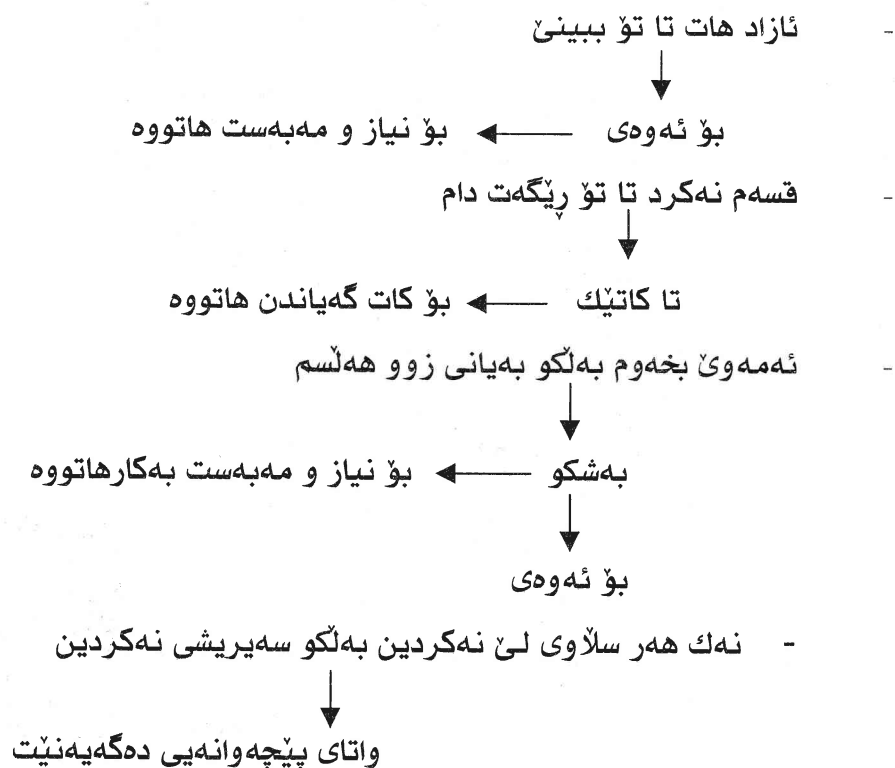 - ئازاد هات تا تۆ ببینێ
بۆ ئەوەی ← بۆ نیاز و مەبەست هاتووە
- قسەم نەکرد تا تۆ ڕێگەت دام
تا کاتێك ← بۆ کات گەیاندن هاتووە
- ئەمەوێ بخەوم بەڵکو بەیانی زوو هەڵسم
بەشکو ← بۆ نیاز و مەبەست بەکارهاتووە
بۆ ئەوەی
- نەك هەر سڵاوی لێ نەکردین بەڵکو سەیریشی نەکردین
واتای پێچەوانەیی دەگەیەنێت